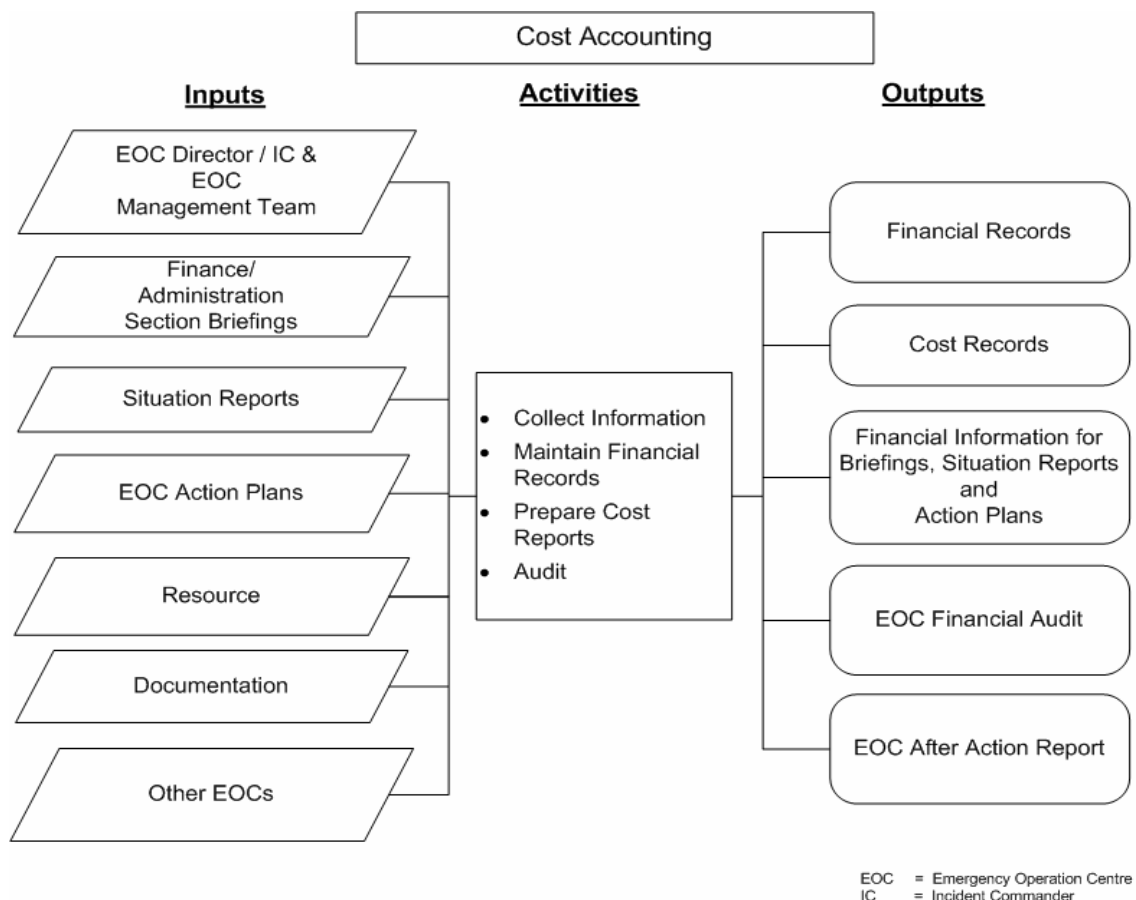 Cost Accounting
Inputs
Activities
Outputs
EOC Director / IC &
EOC
Management Team
Finance/
Administration
Section Briefings
Situation Reports
EOC Action Plans
Resource
Documentation
Other EOCs
• Collect Information
• Maintain Financial
Records
• Prepare Cost
Reports
• Audit
Financial Records
Cost Records
Financial Information for
Briefings, Situation Reports
and
Action Plans
EOC Financial Audit
EOC After Action Report
EOC = Emergency Operation Centre
IC = Incident Commander